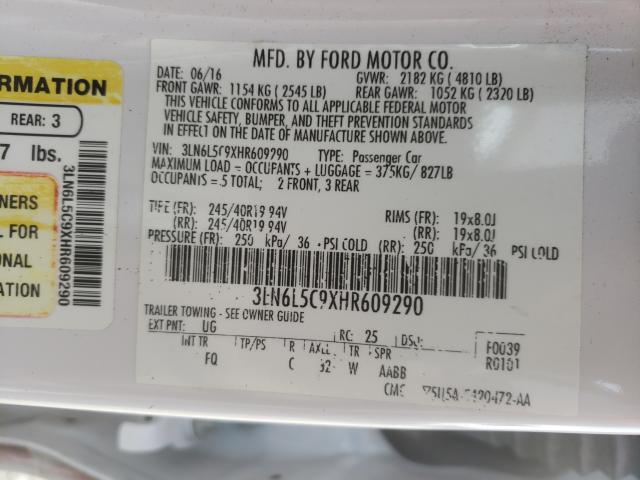 MFD. BY FORD MOTOR CO.
DATE: 06/16 GVWR: 2182 KG ( 4810 LB)
FRONT GAWR: 1154 KG ( 2545 LB) REAR GAWR: 1052 KG ( 2320 LB)
THIS VEHICLE CONFORMS TO ALL APPLICABLE FEDERAL MOTOR
VEHICLE SAFETY, BUMPER, AND THEFT PREVENTION STANDARDS
IN EFFECT ON THE DATE OF MANUFACTURE SHOWN ABOVE.
VIN: 3LN6L5C9XHR609290 TYPE: Passenger Car
MAXIMUM LOAD = OCCUPANTS + LUGGAGE = 375KG/ 827LB
OCCUPANTS = 5 TOTAL; 2 FRONT, 3 REAR
TIRE (FR): 245/40R19 94V RIMS (FR): 19x8.0J
(RR): 245/40R19 94V (RR): 19x8.0J
PRESSURE (FR): 250 kPa/ 36 PSI COLD (RR): 250 kPa/ 36 PSI COLD
3LN6L5C9XHR609290
TRAILER TOWING - SEE OWNER GUIDE
EXT PNT: UG RC: 25 DSO: F0039
INT TR TP/PS R AXLE TR SPR R0101
FQ C W AABB
ORMATION
REAR: 3
7 lbs.
NERS
L FOR
ONAL
N
3LN6L5C9XHR609290